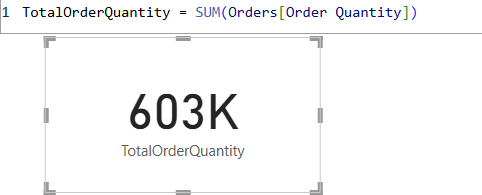 1 TotalOrderQuantity = SUM(Orders[Order Quantity])
603K
TotalOrderQuantity